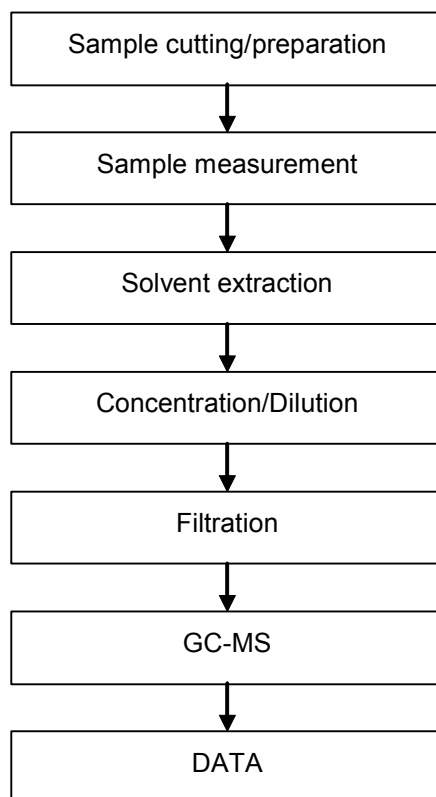 Sample cutting/preparation
Sample measurement
Solvent extraction
Concentration/Dilution
Filtration
GC-MS
DATA